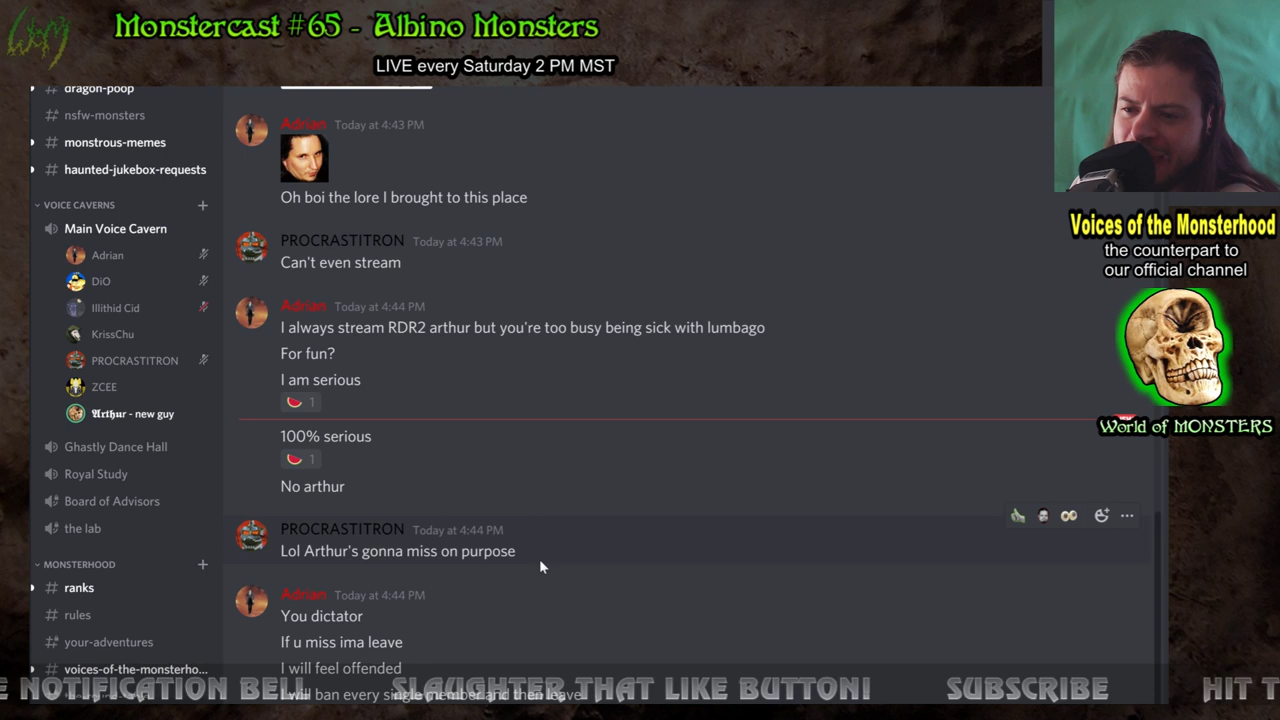 WoM
Monstercast #65 - Albino Monsters
LIVE every Saturday 2 PM MST
dragon-poop
nsfw-monsters
monstrous-memes
haunted-jukebox-requests
VOICE CAVERNS
Main Voice Cavern
Adrian
DiO
Illithid Cid
KrissChu
PROCRASTITRON
ZCEE
𝕬𝖗𝖙𝖍𝖚𝖗 - new guy
Ghastly Dance Hall
Royal Study
Board of Advisors
the lab
MONSTERHOOD
ranks
rules
your-adventures
voices-of-the-monsterho...
Adrian Today at 4:43 PM
Oh boi the lore I brought to this place
PROCRASTITRON Today at 4:43 PM
Can't even stream
Adrian Today at 4:44 PM
I always stream RDR2 arthur but you're too busy being sick with lumbago
For fun?
I am serious
1
100% serious
1
No arthur
PROCRASTITRON Today at 4:44 PM
Lol Arthur's gonna miss on purpose
Adrian Today at 4:44 PM
You dictator
If u miss ima leave
I will feel offended
I will ban every single member and then leave
Voices of the Monsterhood
the counterpart to
our official channel
World of MONSTERS
E NOTIFICATION BELL SLAUGHTER THAT LIKE BUTTON! SUBSCRIBE HIT T